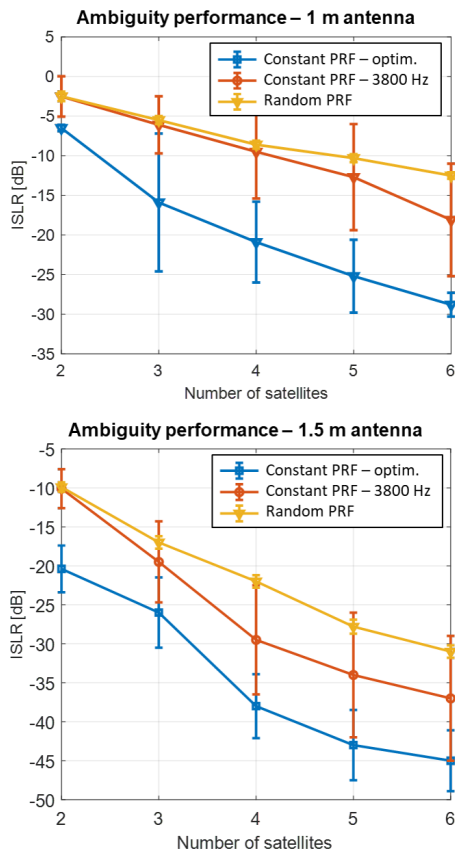 Ambiguity performance – 1 m antenna
Constant PRF – optim.
Constant PRF – 3800 Hz
Random PRF
ISLR [dB]
5
0
-5
-10
-15
-20
-25
-30
-35
2 3 4 5 6
Number of satellites
Ambiguity performance – 1.5 m antenna
Constant PRF – optim.
Constant PRF – 3800 Hz
Random PRF
ISLR [dB]
-5
-10
-15
-20
-25
-30
-35
-40
-45
-50
2 3 4 5 6
Number of satellites